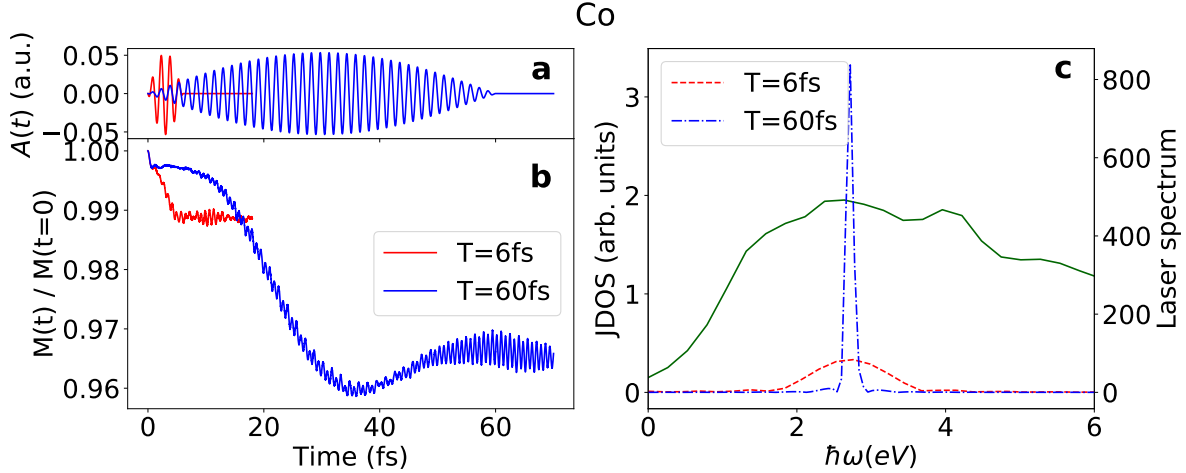 Co
A(t) (a.u.)
0.05
0.00
−0.05
a
M(t) / M(t=0)
1.00
0.99
0.98
0.97
0.96
b
T=6fs
T=60fs
0
20
40
60
Time (fs)
JDOS (arb. units)
3
2
1
0
T=6fs
T=60fs
c
800
600
400
200
0
Laser spectrum
0
2
4
6
ħω(eV)